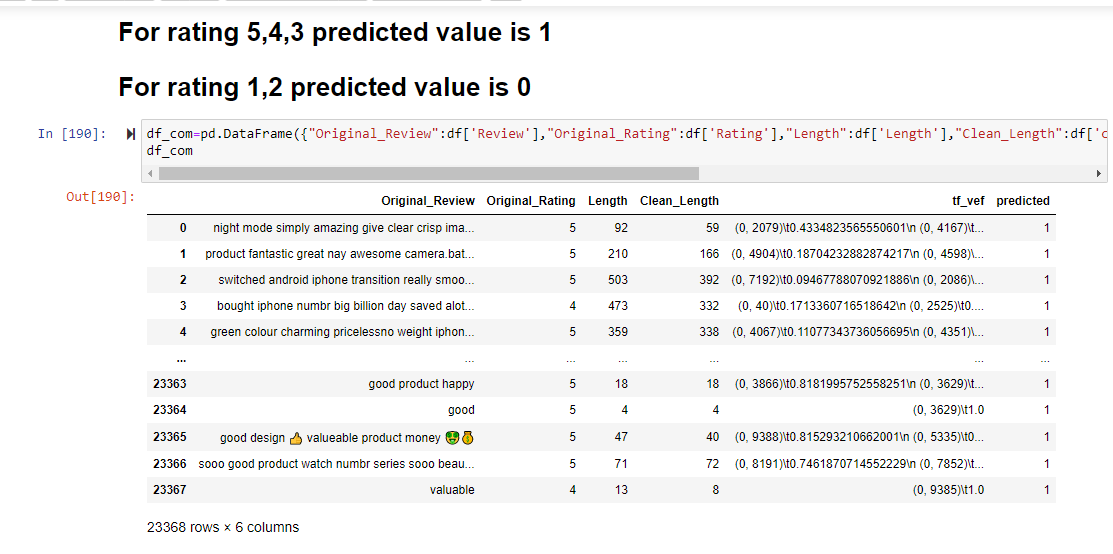 For rating 5,4,3 predicted value is 1
For rating 1,2 predicted value is 0
In [190]: df_com=pd.DataFrame({"Original_Review":df['Review'],"Original_Rating":df['Rating'],"Length":df['Length'],"Clean_Length":df['c
df_com
Out[190]:
Original_Review Original_Rating Length Clean_Length tf_vef predicted
0 night mode simply amazing give clear crisp ima... 5 92 59 (0, 2079)\t0.4334823565550601\n (0, 4167)\t... 1
1 product fantastic great nay awesome camera.bat... 5 210 166 (0, 4904)\t0.18704232882874217\n (0, 4598)\... 1
2 switched android iphone transition really smoo... 5 503 392 (0, 7192)\t0.09467788070921886\n (0, 2086)\... 1
3 bought iphone numbr big billion day saved alot... 4 473 332 (0, 40)\t0.1713360716518642\n (0, 2525)\t0.... 1
4 green colour charming pricelessno weight iphon... 5 359 338 (0, 4067)\t0.11077343736056695\n (0, 4351)\... 1
... ... ... ... ... ... ...
23363 good product happy 5 18 18 (0, 3866)\t0.8181995752558251\n (0, 3629)\t... 1
23364 good 5 4 4 (0, 3629)\t1.0 1
23365 good design 👍 valueable product money 🤑💰 5 47 40 (0, 9388)\t0.815293210662001\n (0, 5335)\t0... 1
23366 sooo good product watch numbr series sooo beau... 5 71 72 (0, 8191)\t0.7461870714552229\n (0, 7852)\t... 1
23367 valuable 4 13 8 (0, 9385)\t1.0 1
23368 rows × 6 columns